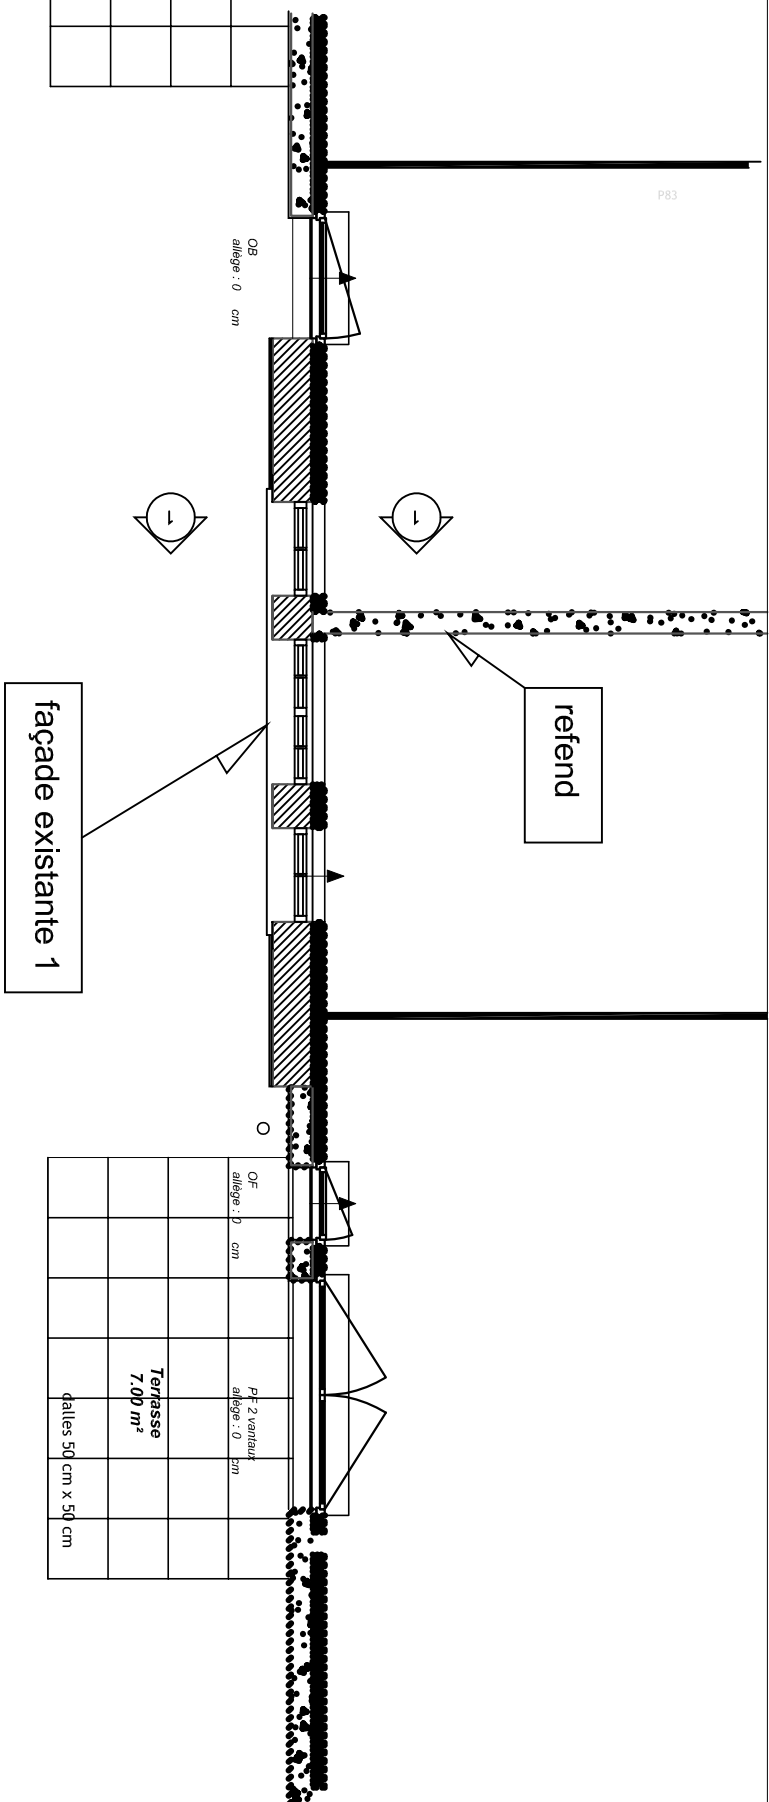 P83
OB
allège : 0 cm
1
1
refend
façade existante 1
OF
allège : 0 cm
PF 2 vantaux
allège : 0 cm
Terrasse
7.00 m²
dalles 50 cm x 50 cm